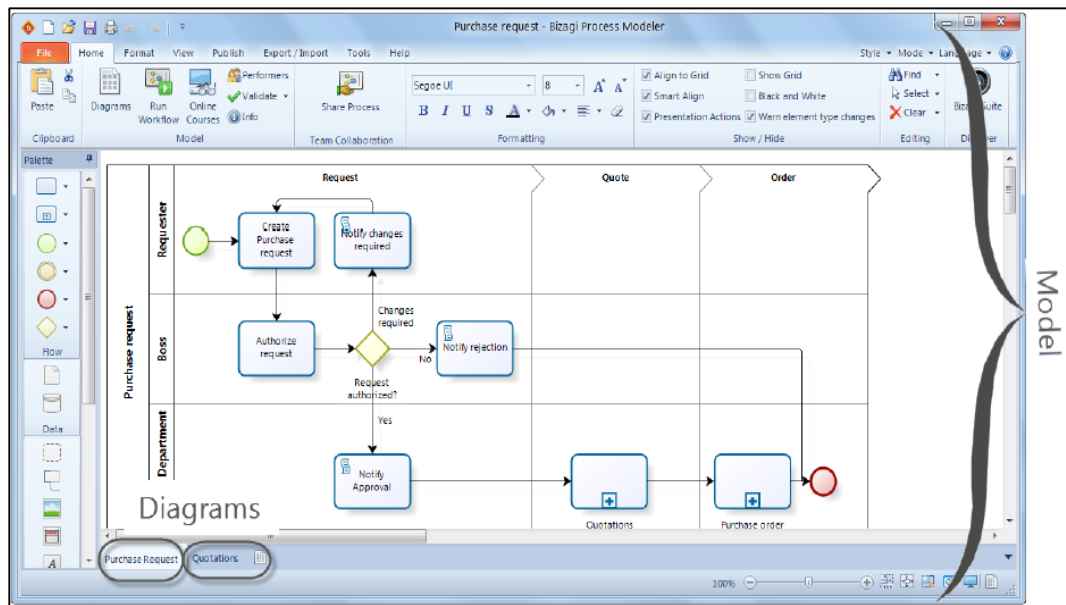 Purchase request - Bizagi Process Modeler
File Home Format View Publish Export / Import Tools Help Style Mode Language
Paste
Clipboard
Diagrams
Run Workflow
Online Courses
Performers
Validate
Info
Model
Share Process
Team Collaboration
Segoe UI 8
B I U S A
Formatting
Align to Grid
Smart Align
Presentation Actions
Show Grid
Black and White
Warn element type changes
Show / Hide
Find
Select
Clear
Editing
Palette
Flow
Data
A
Request Quote Order
Purchase request
Requester
Create
Purchase
request
Notify changes
required
Boss
Authorize
request
Changes
required
No
Notify rejection
Request
authorized?
Yes
Department
Notify
Approval
Quotations
Purchase order
Diagrams
Purchase Request Quotations
100%
Model